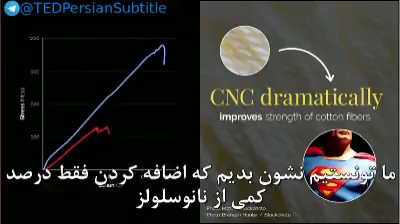 @TEDPersianSubtitle
CNC dramatically
improves strength of cotton fibers
ما تونستیم نشون بدیم که اضافه کردن فقط درصد
کمی از نانوسلولز